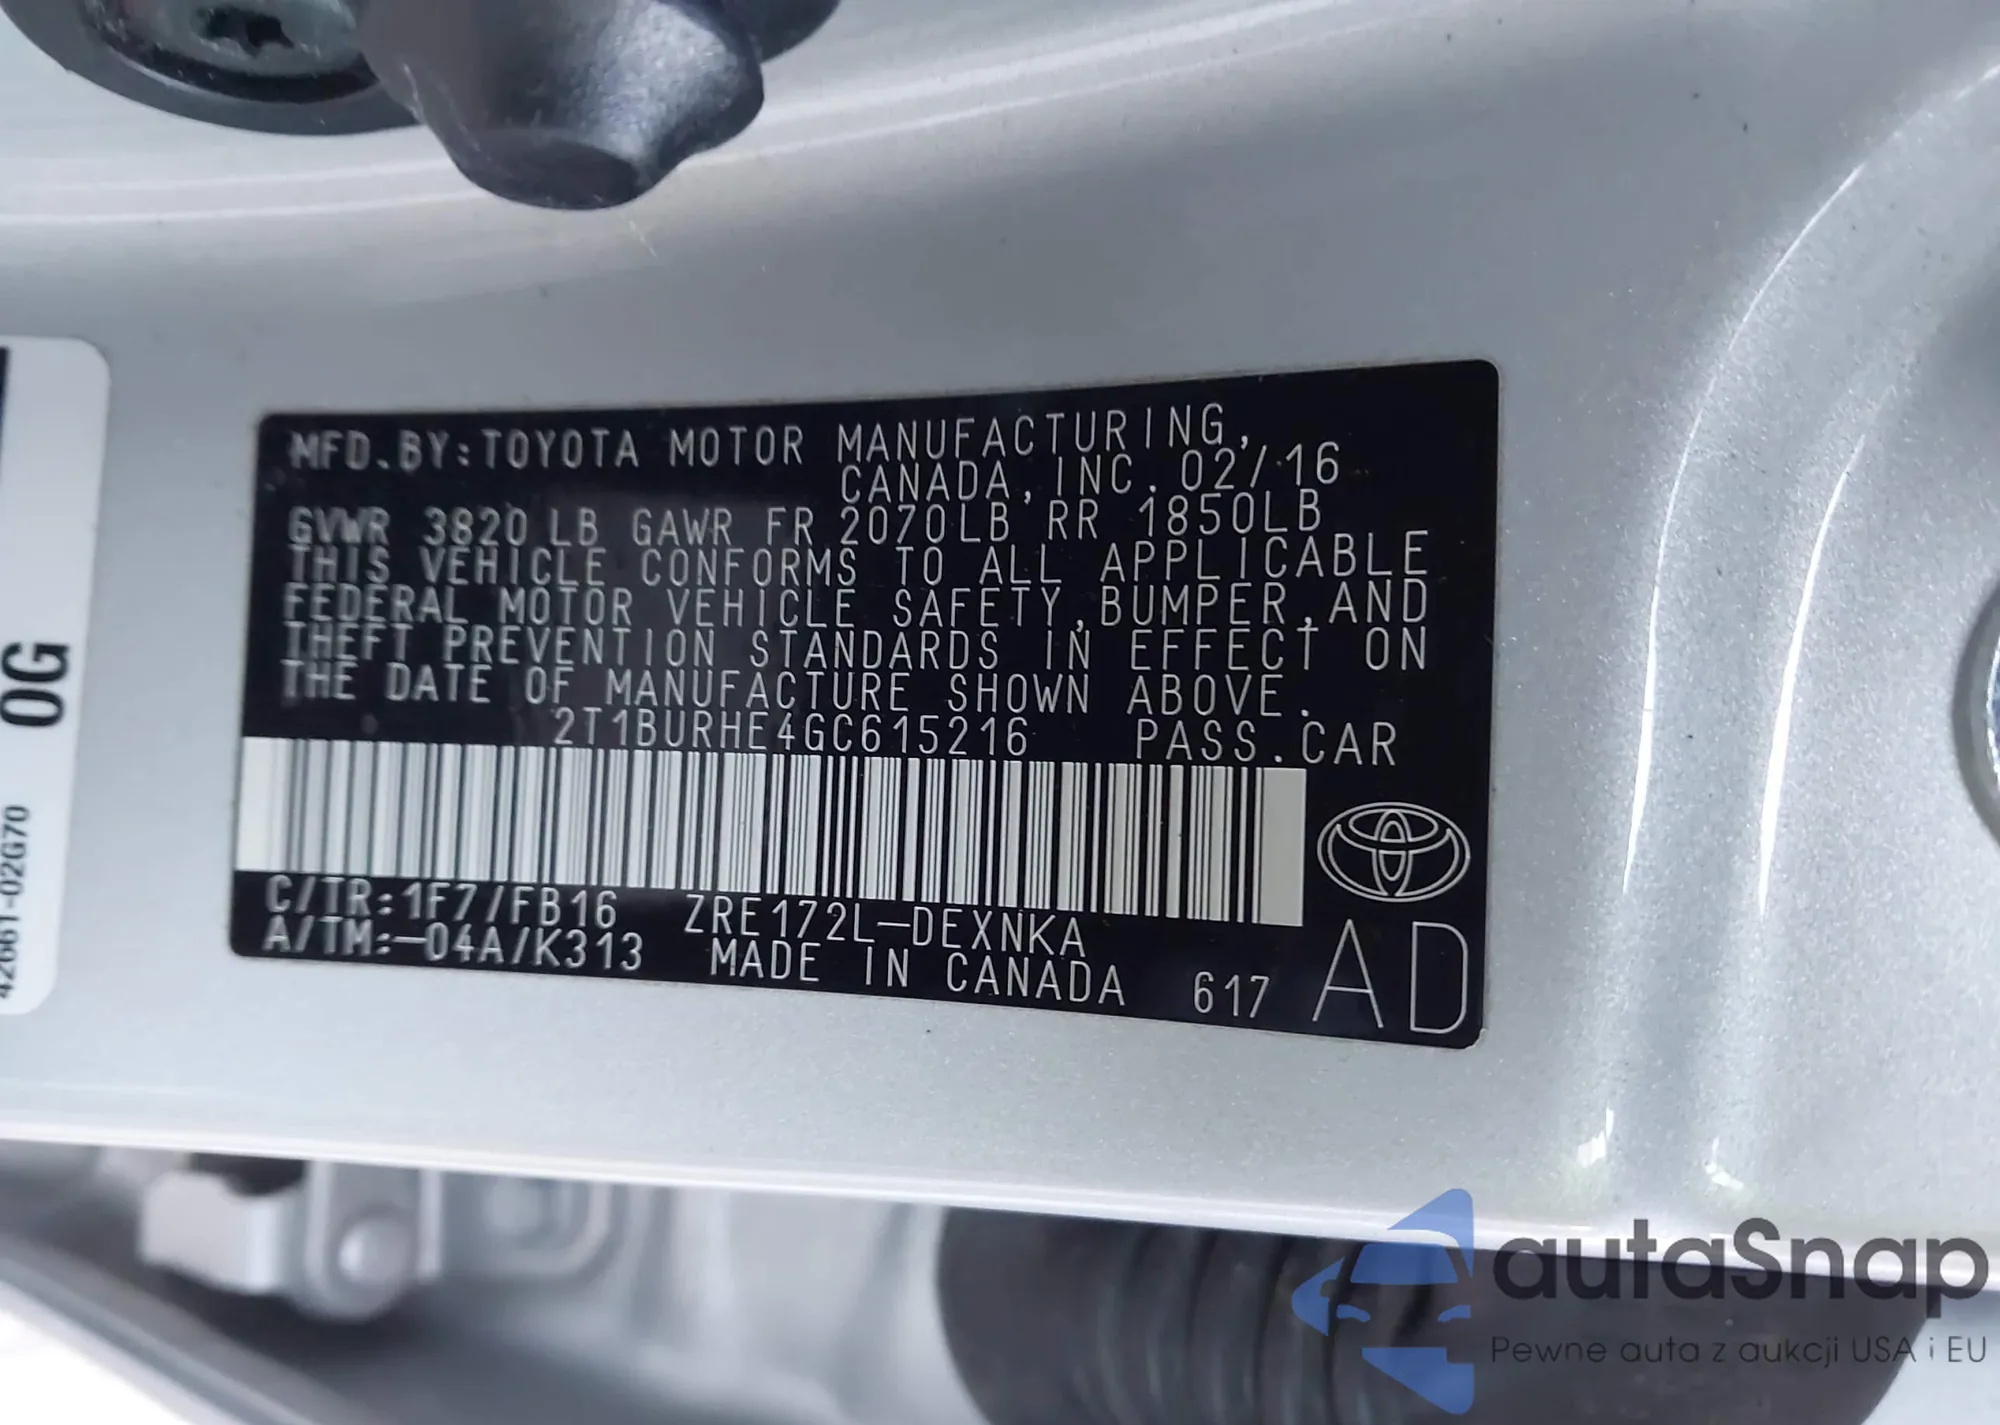 MFD.BY:TOYOTA MOTOR MANUFACTURING,
CANADA,INC.02/16
GVWR 3820LB GAWR FR 2070LB RR 1850LB
THIS VEHICLE CONFORMS TO ALL APPLICABLE
FEDERAL MOTOR VEHICLE SAFETY,BUMPER,AND
THEFT PREVENTION STANDARDS IN EFFECT ON
THE DATE OF MANUFACTURE SHOWN ABOVE.
2T1BURHE4GC615216 PASS.CAR
C/TR:1F7/FB16 ZRE172L-DEXNKA
A/TM:-04A/K313 MADE IN CANADA 617 AD
0G
42661-02G70
autaSnap
Pewne auta z aukcji USA i EU